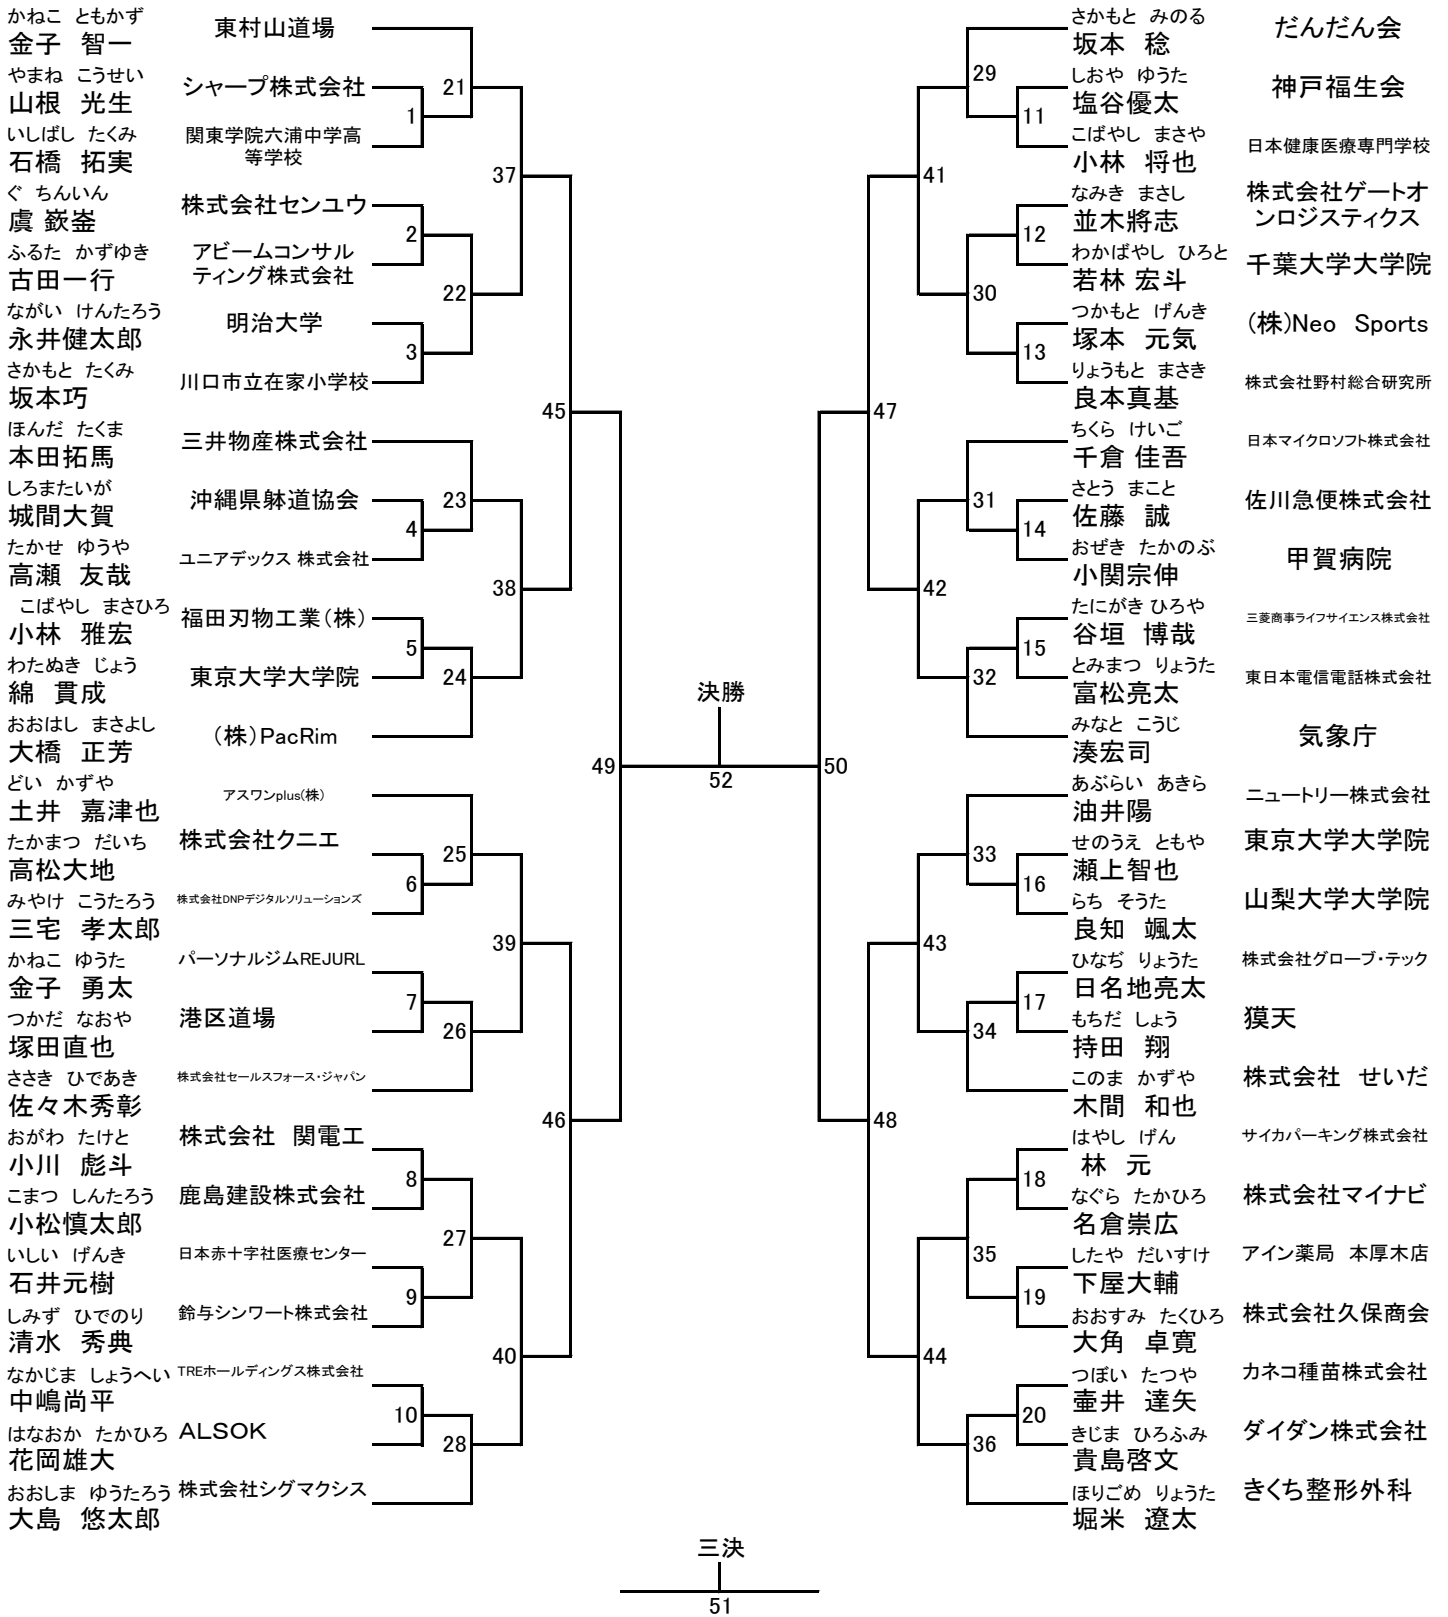 かねこ ともかず
金子 智一
東村山道場
やまね こうせい
山根 光生
シャープ株式会社
いしばし たくみ
石橋 拓実
関東学院六浦中学高
等学校
ぐ ちんいん
虞 嶔崟
株式会社センユウ
ふるた かずゆき
古田一行
アビームコンサル
ティング株式会社
ながい けんたろう
永井健太郎
明治大学
さかもと たくみ
坂本巧
川口市立在家小学校
ほんだ たくま
本田拓馬
三井物産株式会社
しろまたいが
城間大賀
沖縄県躰道協会
たかせ ゆうや
高瀬 友哉
ユニアデックス 株式会社
こばやし まさひろ
小林 雅宏
福田刃物工業(株)
わたぬき じょう
綿 貫成
東京大学大学院
おおはし まさよし
大橋 正芳
(株)PacRim
どい かずや
土井 嘉津也
アスワンplus(株)
たかまつ だいち
高松大地
株式会社クニエ
みやけ こうたろう
三宅 孝太郎
株式会社DNPデジタルソリューションズ
かねこ ゆうた
金子 勇太
パーソナルジムREJURL
つかだ なおや
塚田直也
港区道場
ささき ひであき
佐々木秀彰
株式会社セールスフォース・ジャパン
おがわ たけと
小川 彪斗
株式会社 関電工
こまつ しんたろう
小松慎太郎
鹿島建設株式会社
いしい げんき
石井元樹
日本赤十字社医療センター
しみず ひでのり
清水 秀典
鈴与シンワート株式会社
なかじま しょうへい
中嶋尚平
TREホールディングス株式会社
はなおか たかひろ
花岡雄大
ALSOK
おおしま ゆうたろう
大島 悠太郎
株式会社シグマクシス
1
2
3
4
5
6
7
8
9
10
21
22
23
24
25
26
27
28
37
38
39
40
45
46
49
決勝
52
三決
51
50
47
48
41
42
43
44
29
30
31
32
33
34
35
36
11
12
13
14
15
16
17
18
19
20
さかもと みのる
坂本 稔
だんだん会
しおや ゆうた
塩谷優太
神戸福生会
こばやし まさや
小林 将也
日本健康医療専門学校
なみき まさし
並木將志
株式会社ゲートオ
ンロジスティクス
わかばやし ひろと
若林 宏斗
千葉大学大学院
つかもと げんき
塚本 元気
(株)Neo Sports
りょうもと まさき
良本真基
株式会社野村総合研究所
ちくら けいご
千倉 佳吾
日本マイクロソフト株式会社
さとう まこと
佐藤 誠
佐川急便株式会社
おぜき たかのぶ
小関宗伸
甲賀病院
たにがき ひろや
谷垣 博哉
三菱商事ライフサイエンス株式会社
とみまつ りょうた
富松亮太
東日本電信電話株式会社
みなと こうじ
湊宏司
気象庁
あぶらい あきら
油井陽
ニュートリー株式会社
せのうえ ともや
瀬上智也
東京大学大学院
らち そうた
良知 颯太
山梨大学大学院
ひなぢ りょうた
日名地亮太
株式会社グローブ・テック
もちだ しょう
持田 翔
獏天
このま かずや
木間 和也
株式会社 せいだ
はやし げん
林 元
サイカパーキング株式会社
なぐら たかひろ
名倉崇広
株式会社マイナビ
したや だいすけ
下屋大輔
アイン薬局 本厚木店
おおすみ たくひろ
大角 卓寛
株式会社久保商会
つぼい たつや
壷井 達矢
カネコ種苗株式会社
きじま ひろふみ
貴島啓文
ダイダン株式会社
ほりごめ りょうた
堀米 遼太
きくち整形外科